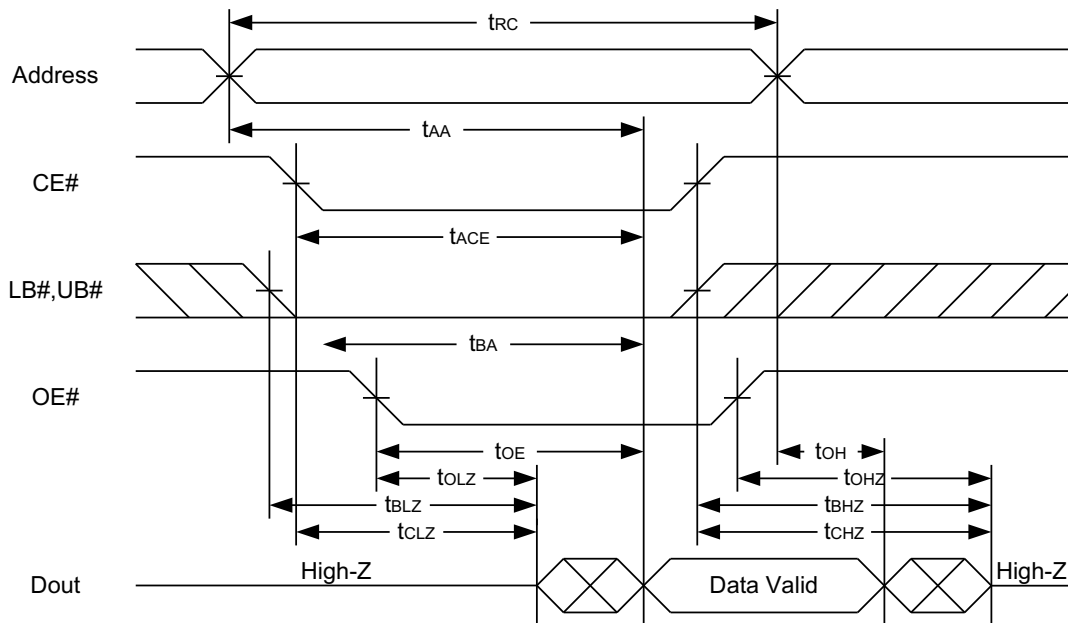 tRC
Address
tAA
CE#
tACE
LB#,UB#
tBA
OE#
tOE
tOH
tOLZ
tOHZ
tBLZ
tBHZ
tCLZ
tCHZ
Dout
High-Z
Data Valid
High-Z